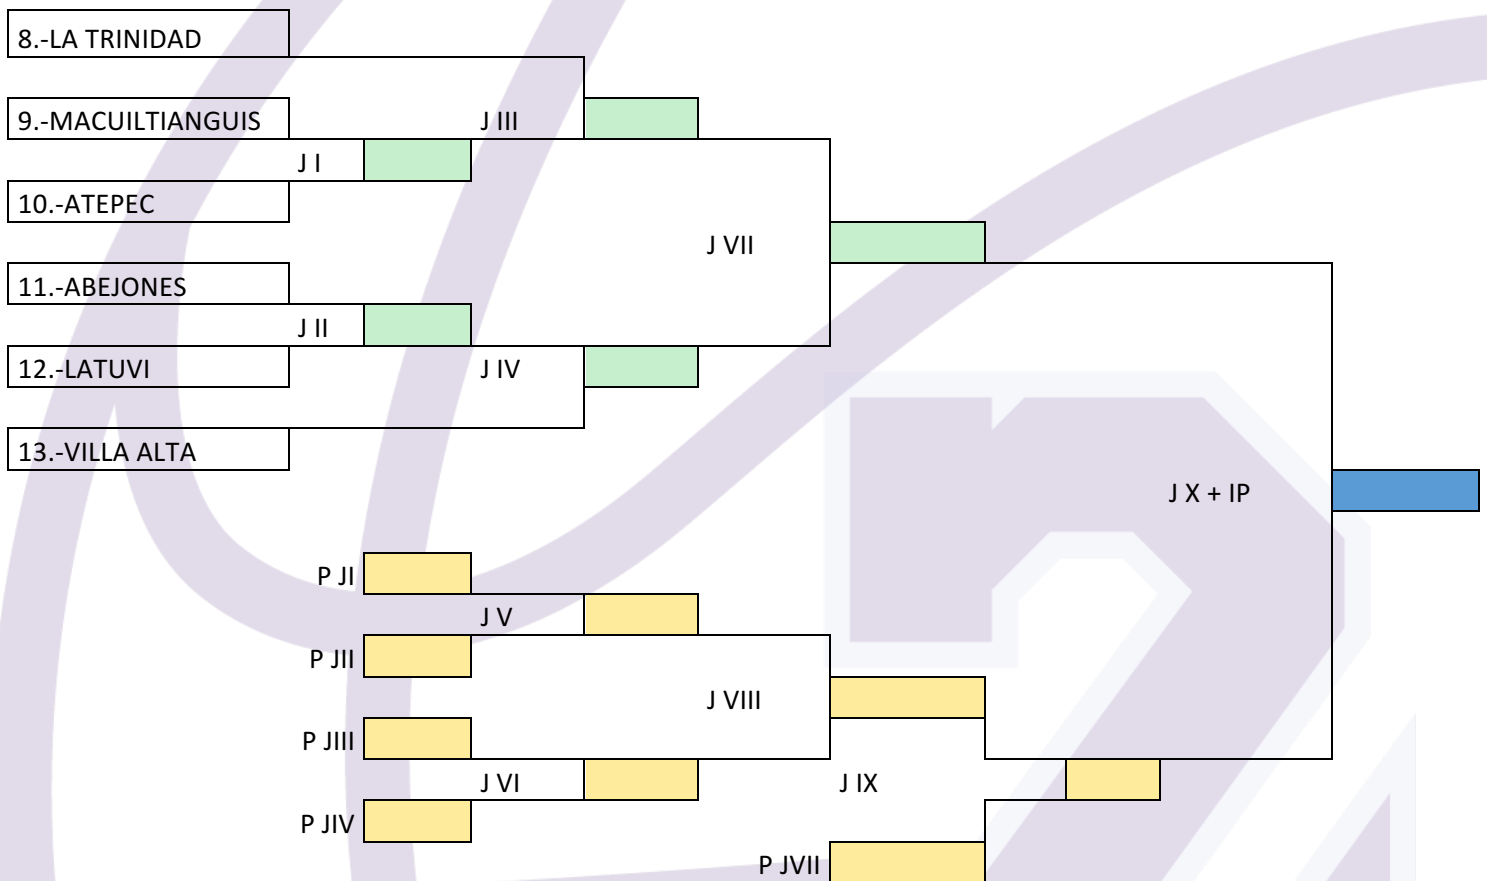 8.-LA TRINIDAD
9.-MACUILTIANGUIS
J III
J I
10.-ATEPEC
J VII
11.-ABEJONES
J II
12.-LATUVI
J IV
13.-VILLA ALTA
J X + IP
P JI
J V
P JII
J VIII
P JIII
J VI
J IX
P JIV
P JVII